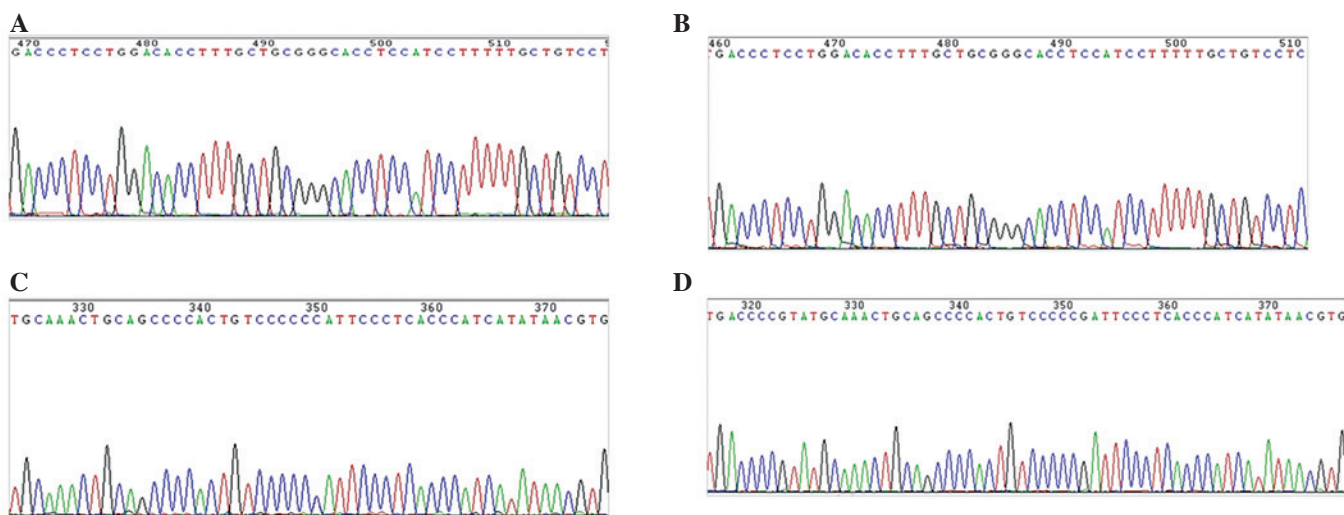 A
470 480 490 500 510
GACCCTCCTGGACACCTTTGCTGCGGGCACCTCCATCCTTTTTGCTGTCCT
B
460 470 480 490 500 510
GACCCTCCTGGACACCTTTGCTGCGGGCACCTCCATCCTTTTTGCTGTCCTC
C
330 340 350 360 370
TGCAAACTGCAGCCCCACTGTCCCCCCATTCCCTCACCCATCATATAACGTG
D
320 330 340 350 360 370
TGACCCCGTATGCAAACTGCAGCCCCACTGTCCCCCGATTCCCTCACCCATCATATAACGTG